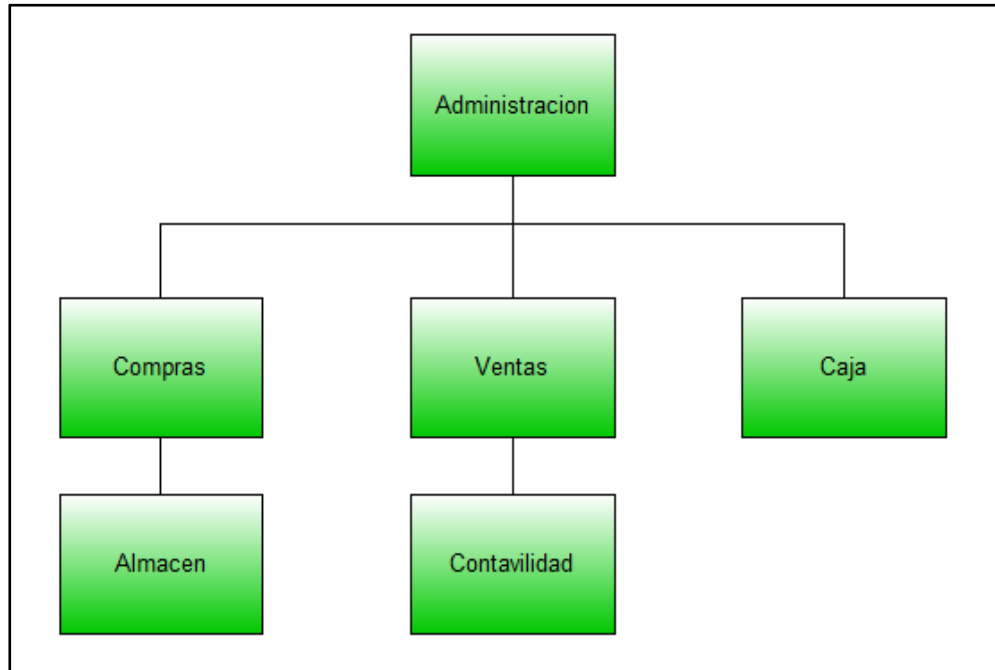 Administracion
Compras
Ventas
Caja
Almacen
Contavilidad